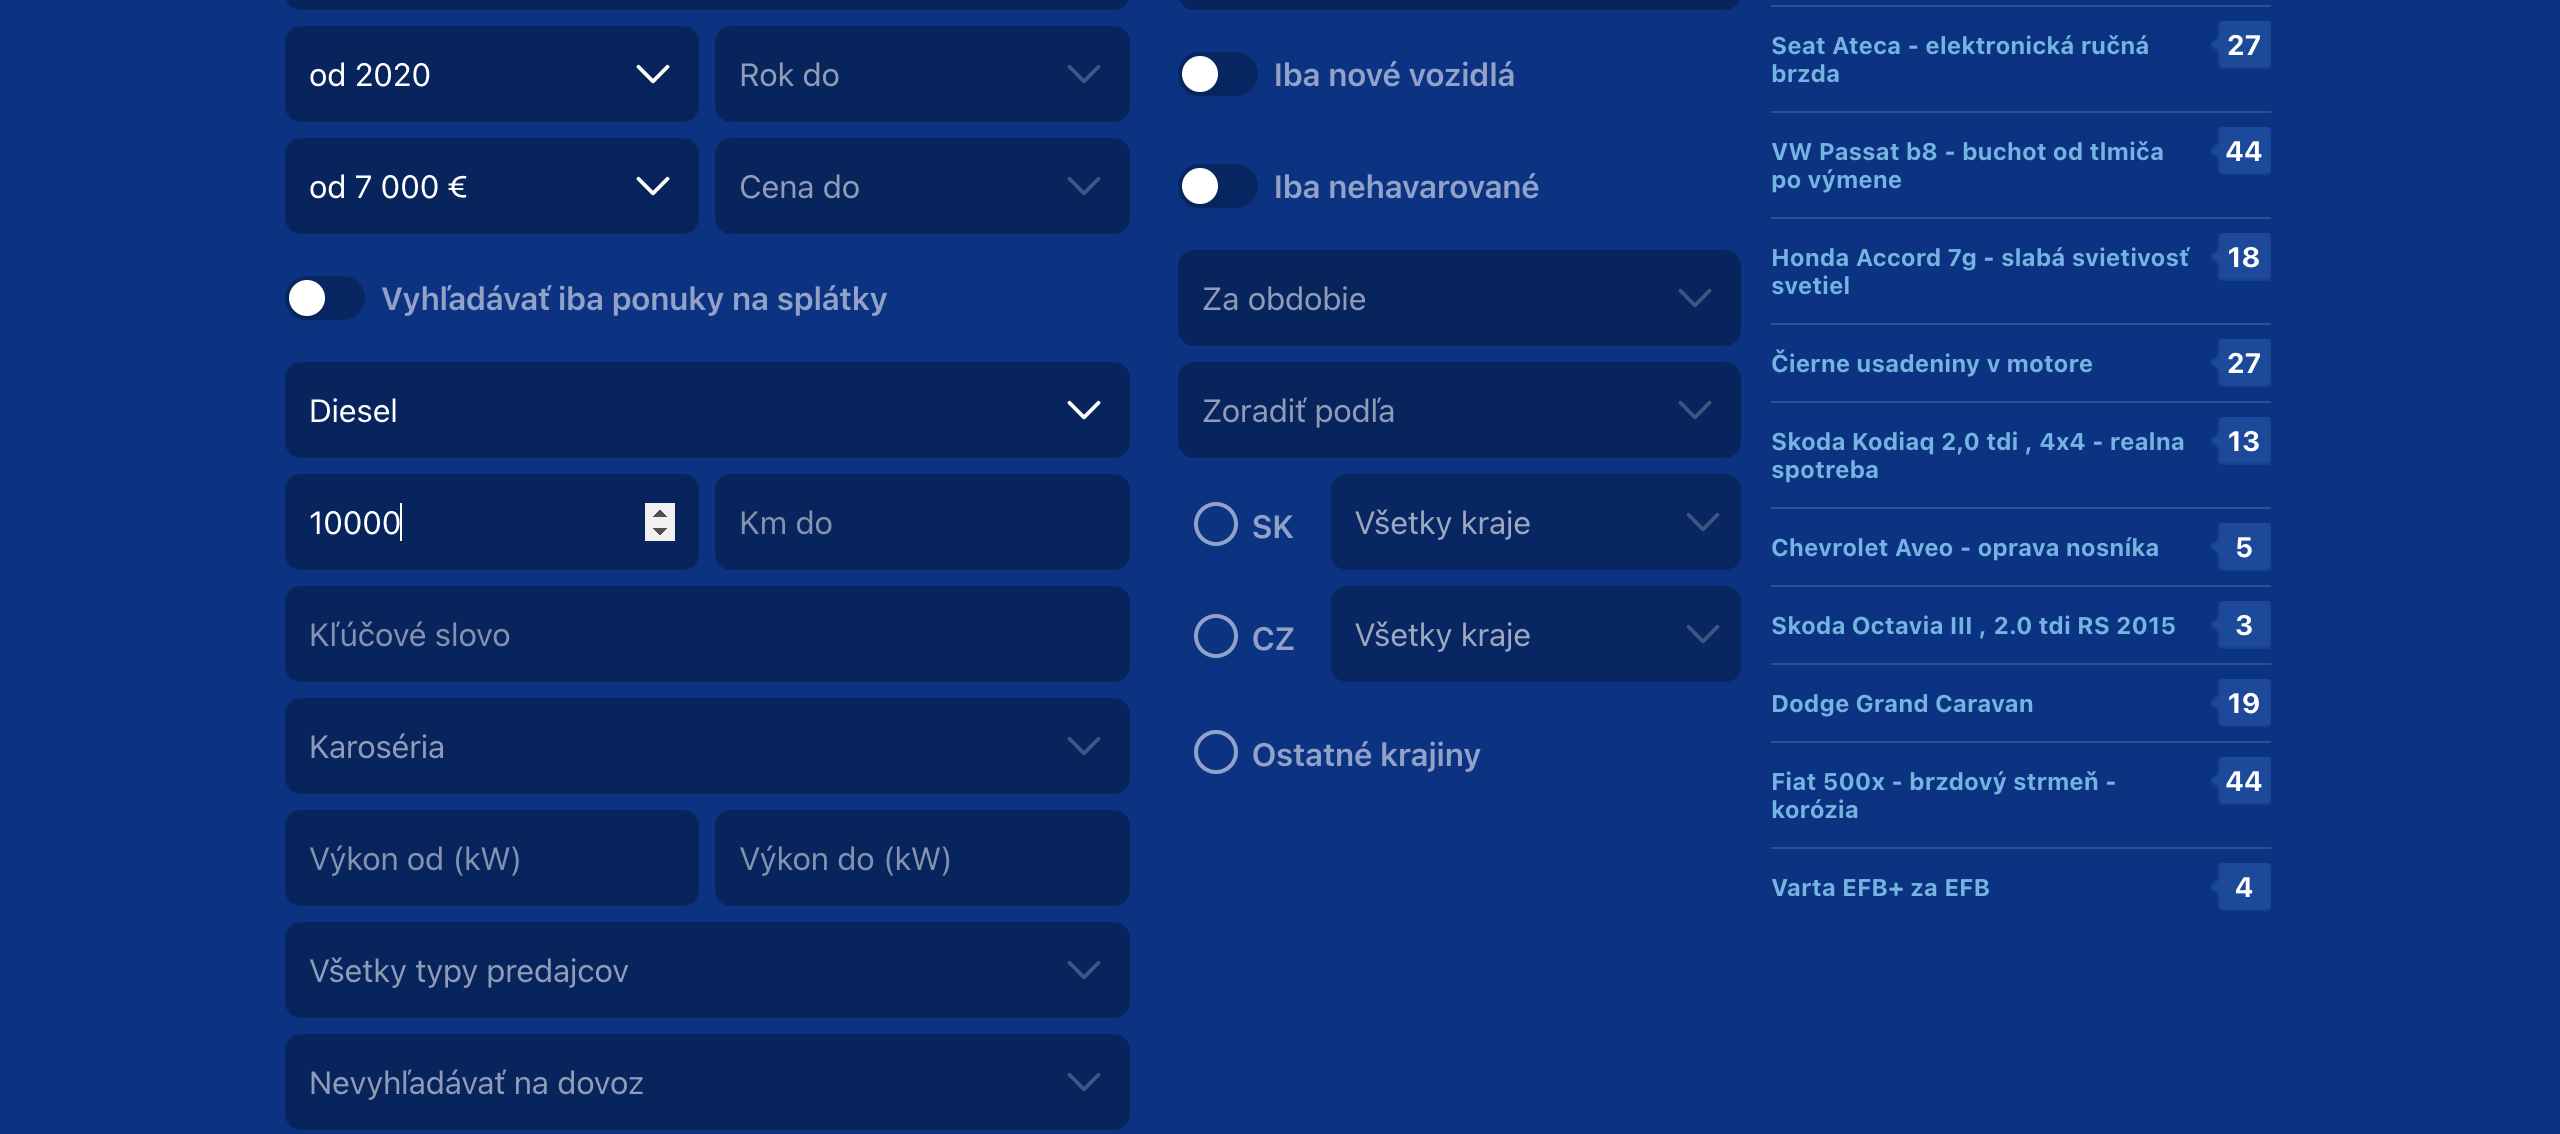 od 2020
Rok do
od 7 000 €
Cena do
Vyhľadávať iba ponuky na splátky
Diesel
10000
Km do
Kľúčové slovo
Karoséria
Výkon od (kW)
Výkon do (kW)
Všetky typy predajcov
Nevyhľadávať na dovoz
Iba nové vozidlá
Iba nehavarované
Za obdobie
Zoradiť podľa
SK
Všetky kraje
CZ
Všetky kraje
Ostatné krajiny
Seat Ateca - elektronická ručná
brzda
27
VW Passat b8 - buchot od tlmiča
po výmene
44
Honda Accord 7g - slabá svietivosť
svetiel
18
Čierne usadeniny v motore
27
Skoda Kodiaq 2,0 tdi , 4x4 - realna
spotreba
13
Chevrolet Aveo - oprava nosníka
5
Skoda Octavia III , 2.0 tdi RS 2015
3
Dodge Grand Caravan
19
Fiat 500x - brzdový strmeň -
korózia
44
Varta EFB+ za EFB
4